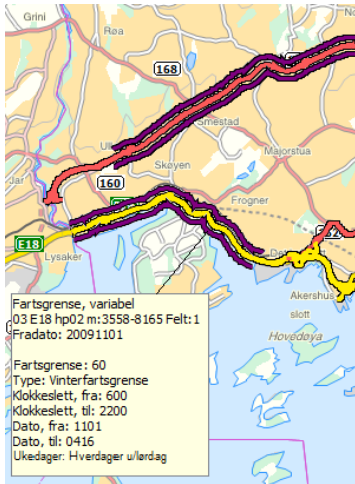 Grini
Røa
168
Ull
Smestad
Majorstua
Jar
160
Skøyen
Frogner
E18
Lysaker
Akershus
slott
Hovedøya
Fartsgrense, variabel
03 E18 hp02 m:3558-8165 Felt:1
Fradato: 20091101
Fartsgrense: 60
Type: Vinterfartsgrense
Klokkeslett, fra: 600
Klokkeslett, til: 2200
Dato, fra: 1101
Dato, til: 0416
Ukedager: Hverdager u/lørdag